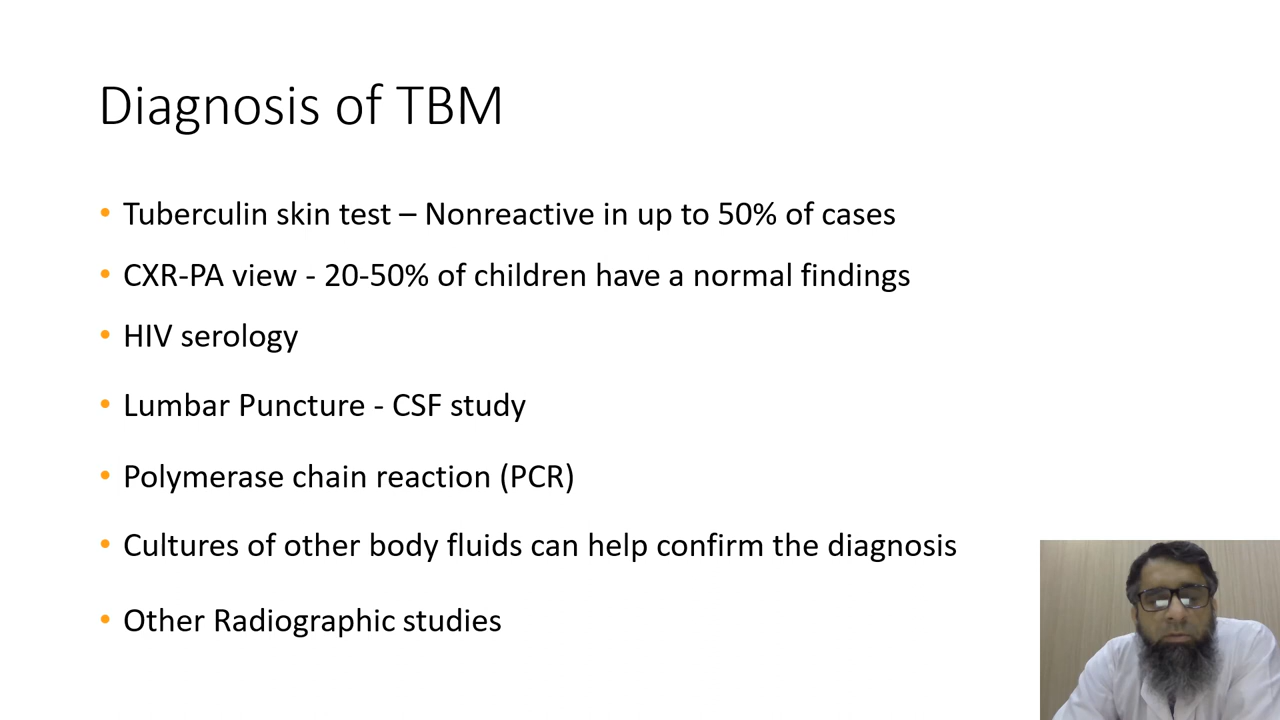 Diagnosis of TBM
• Tuberculin skin test – Nonreactive in up to 50% of cases
• CXR-PA view - 20-50% of children have a normal findings
• HIV serology
• Lumbar Puncture - CSF study
• Polymerase chain reaction (PCR)
• Cultures of other body fluids can help confirm the diagnosis
• Other Radiographic studies